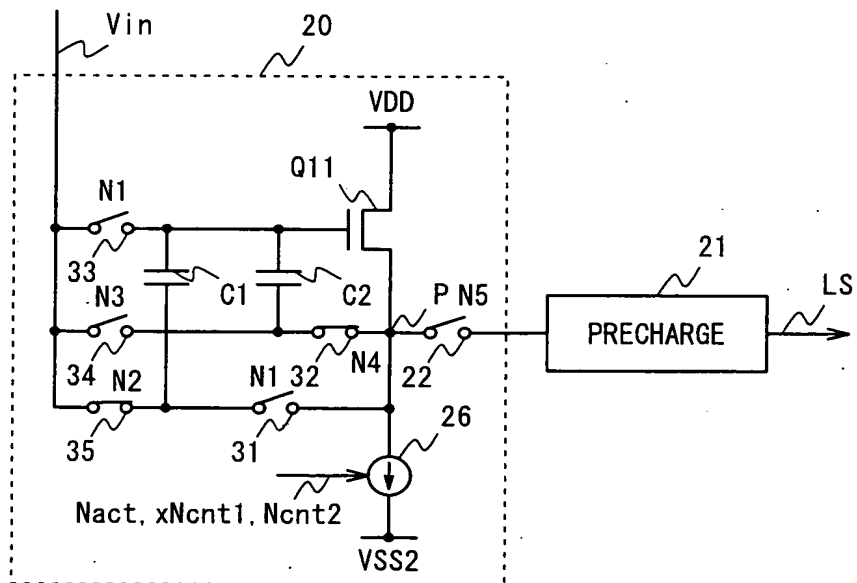 Vin
20
VDD
Q11
N1
33
C1
C2
P
N5
21
LS
N3
PRECHARGE
34
32
N4
22
N2
N1
35
31
26
Nact, xNcnt1, Ncnt2
VSS2